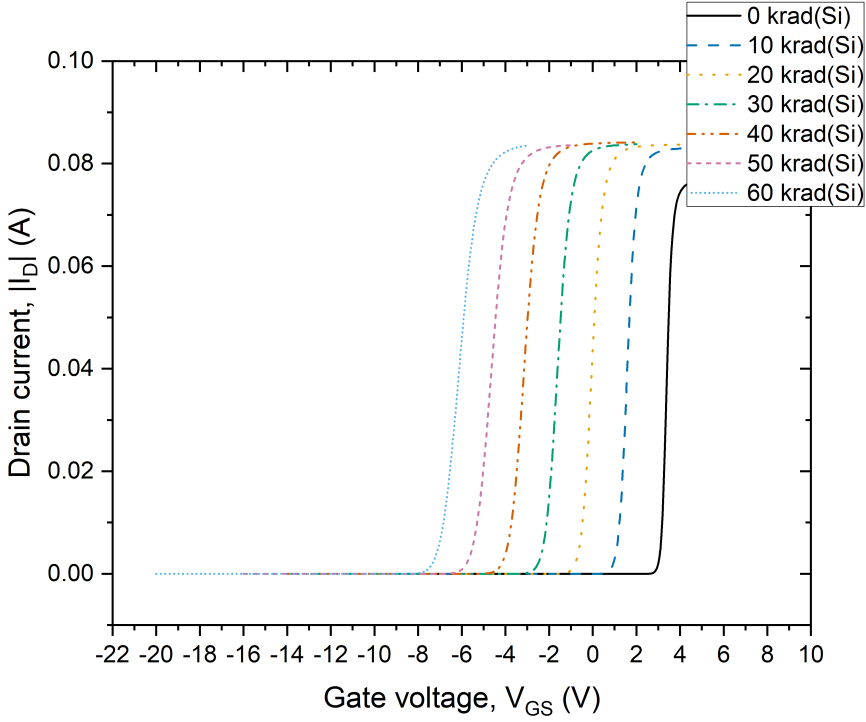 0 krad(Si)
10 krad(Si)
20 krad(Si)
30 krad(Si)
40 krad(Si)
50 krad(Si)
60 krad(Si)
0.10
0.08
0.06
0.04
0.02
0.00
Drain current, |I_D| (A)
-22 -20 -18 -16 -14 -12 -10 -8 -6 -4 -2 0 2 4 6 8 10
Gate voltage, V_GS (V)